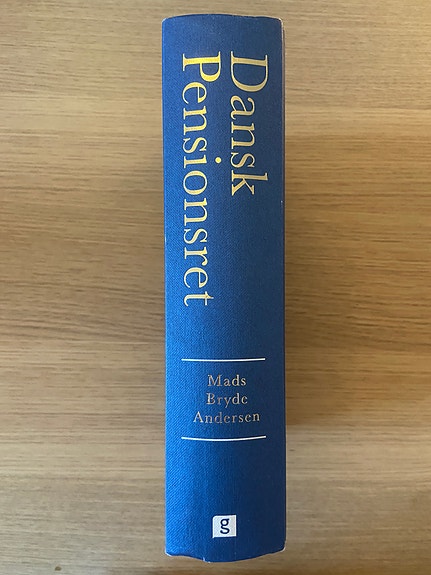 Dansk
Pensionsret
Mads
Bryde
Andersen
g